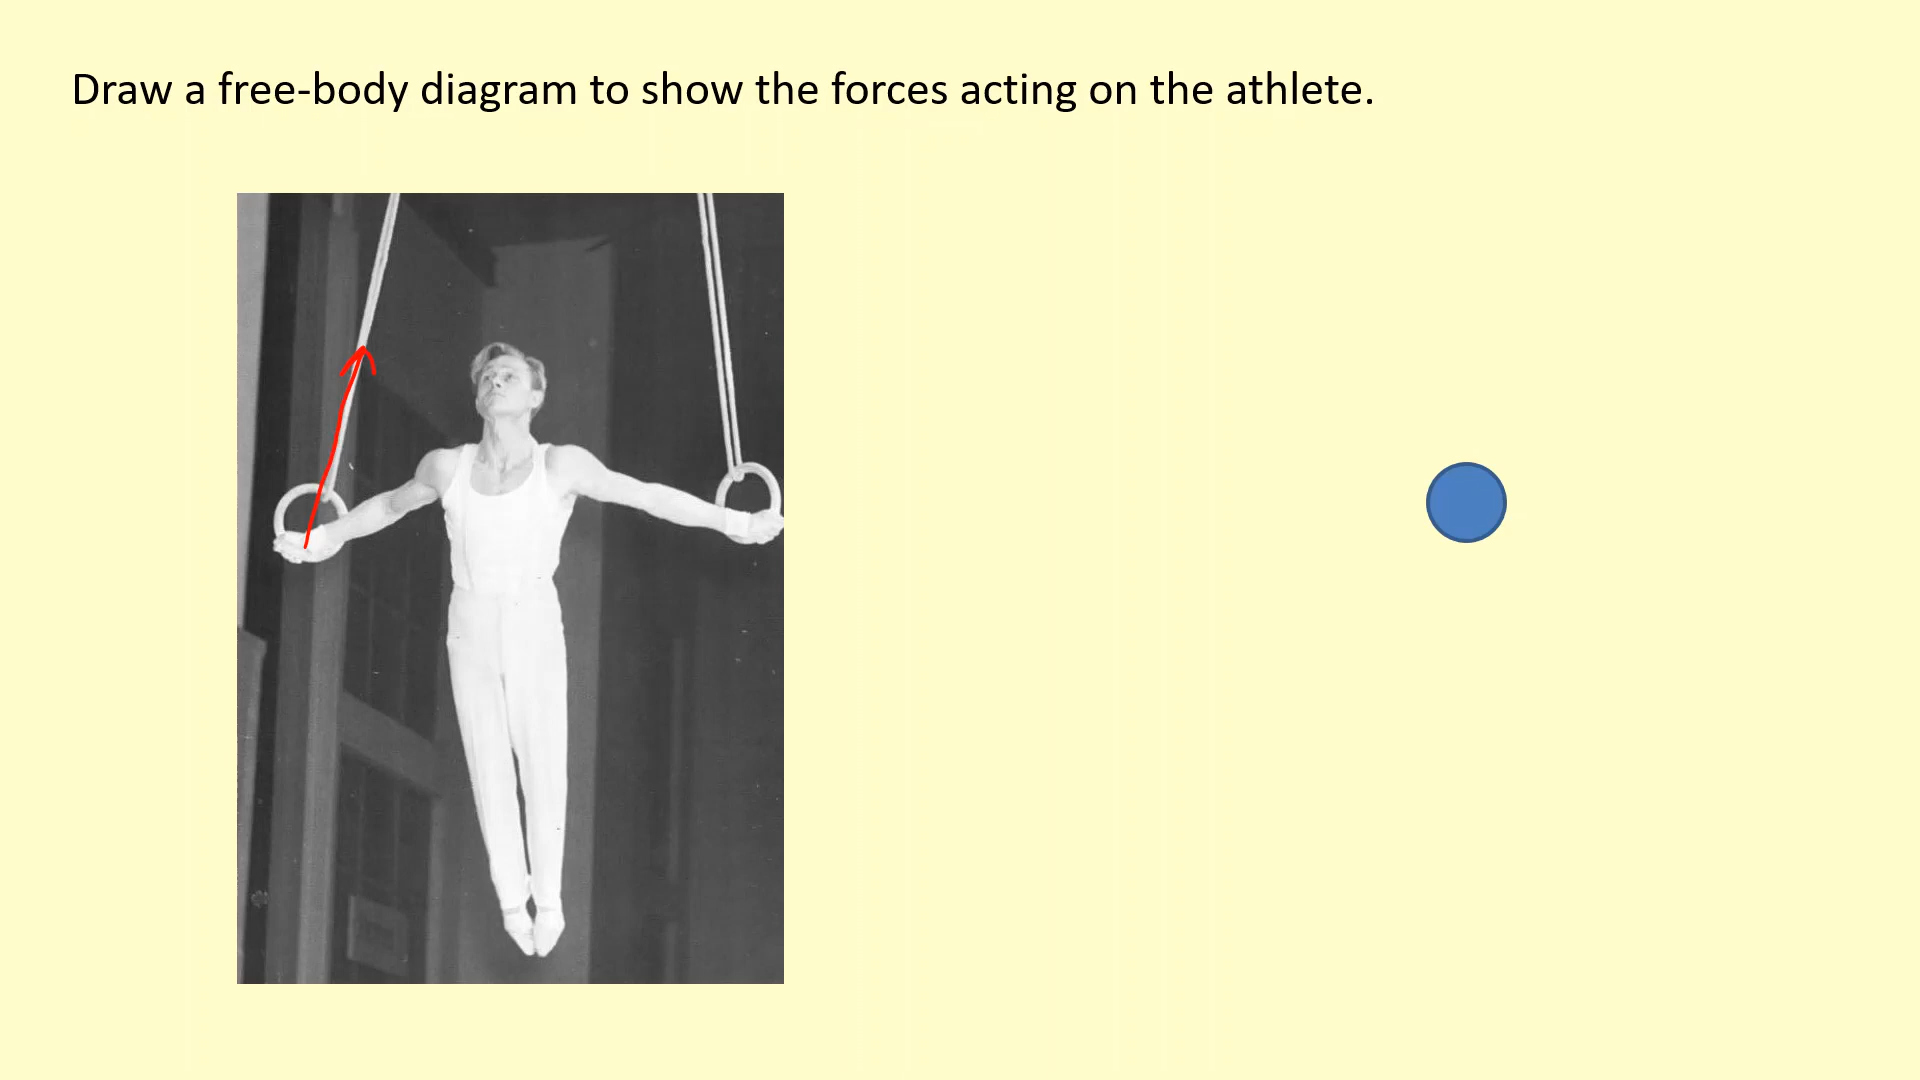 Draw a free-body diagram to show the forces acting on the athlete.